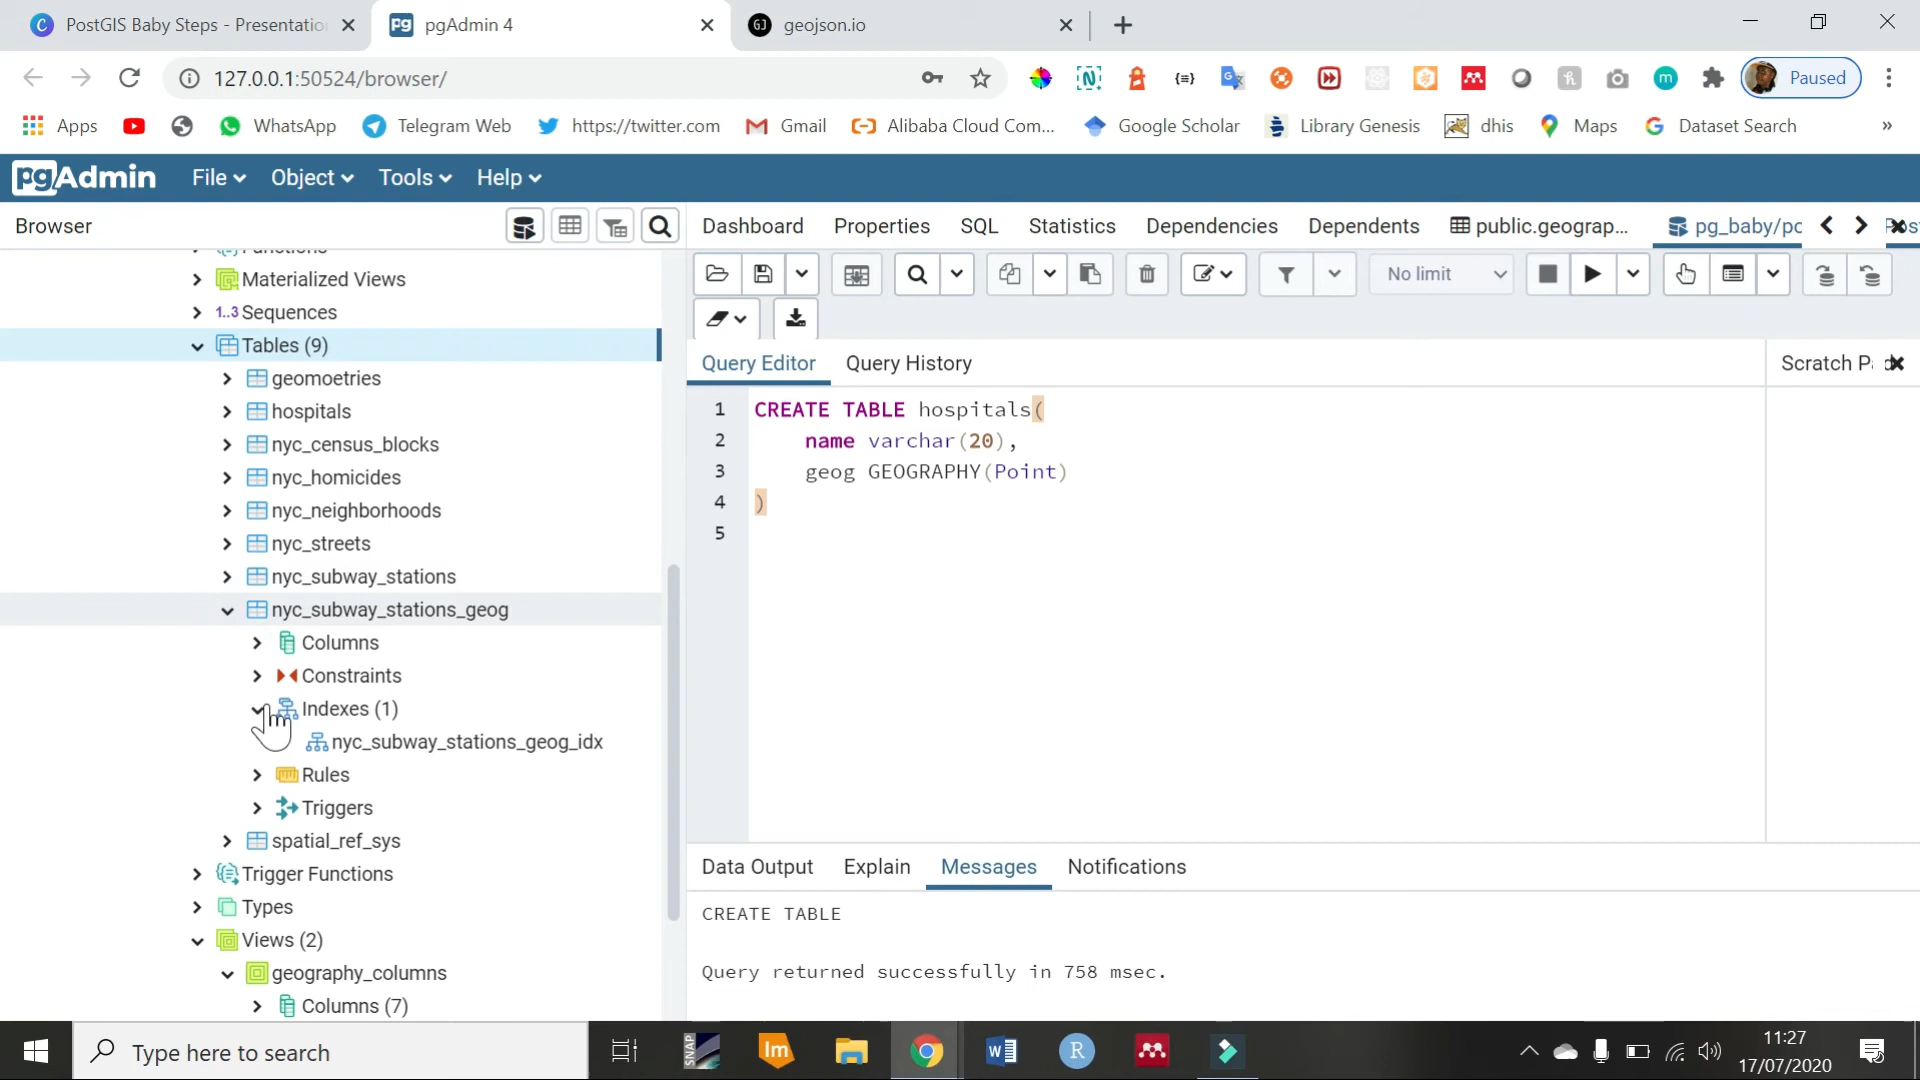 PostGIS Baby Steps - Presentatio
pgAdmin 4
geojson.io
127.0.0.1:50524/browser/
Paused
Apps
WhatsApp
Telegram Web
https://twitter.com
Gmail
Alibaba Cloud Com...
Google Scholar
Library Genesis
dhis
Maps
Dataset Search
»
pgAdmin
File
Object
Tools
Help
Browser
Dashboard
Properties
SQL
Statistics
Dependencies
Dependents
public.geograp...
pg_baby/po
Materialized Views
1..3 Sequences
Tables (9)
geomoetries
hospitals
nyc_census_blocks
nyc_homicides
nyc_neighborhoods
nyc_streets
nyc_subway_stations
nyc_subway_stations_geog
Columns
Constraints
Indexes (1)
nyc_subway_stations_geog_idx
Rules
Triggers
spatial_ref_sys
Trigger Functions
Types
Views (2)
geography_columns
Columns (7)
No limit
Query Editor
Query History
Scratch P
1 CREATE TABLE hospitals(
2 name varchar(20),
3 geog GEOGRAPHY(Point)
4 )
5
Data Output
Explain
Messages
Notifications
CREATE TABLE
Query returned successfully in 758 msec.
Type here to search
SNAP
Im
R
11:27
17/07/2020